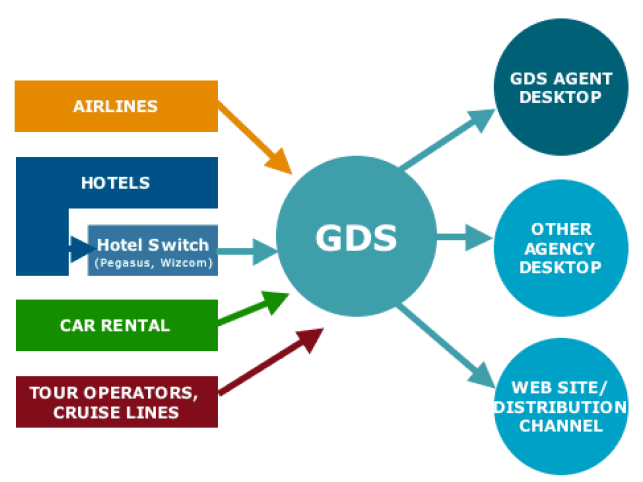 AIRLINES
HOTELS
Hotel Switch
(Pegasus, Wizcom)
CAR RENTAL
TOUR OPERATORS,
CRUISE LINES
GDS
GDS AGENT
DESKTOP
OTHER
AGENCY
DESKTOP
WEB SITE/
DISTRIBUTION
CHANNEL